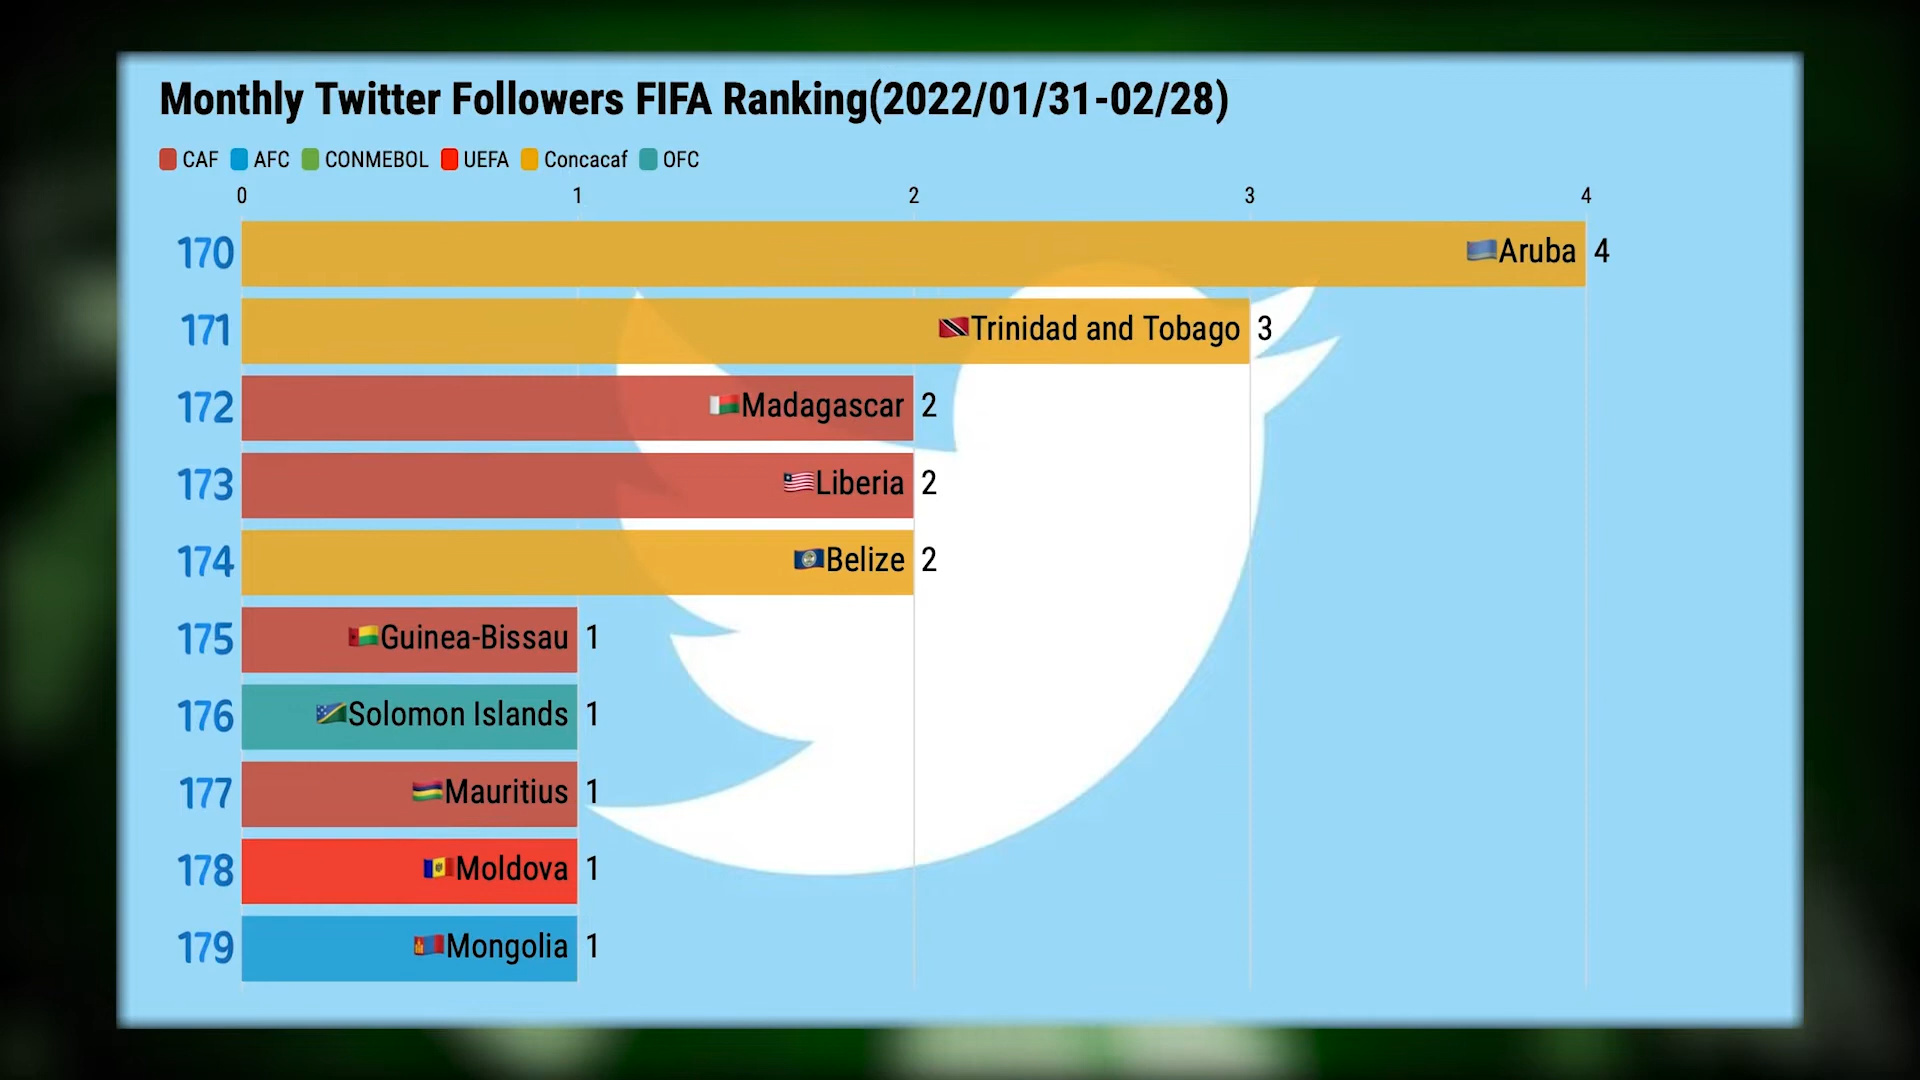 Monthly Twitter Followers FIFA Ranking(2022/01/31-02/28)
CAF AFC CONMEBOL UEFA Concacaf OFC
0 1 2 3 4
170 Aruba 4
171 Trinidad and Tobago 3
172 Madagascar 2
173 Liberia 2
174 Belize 2
175 Guinea-Bissau 1
176 Solomon Islands 1
177 Mauritius 1
178 Moldova 1
179 Mongolia 1